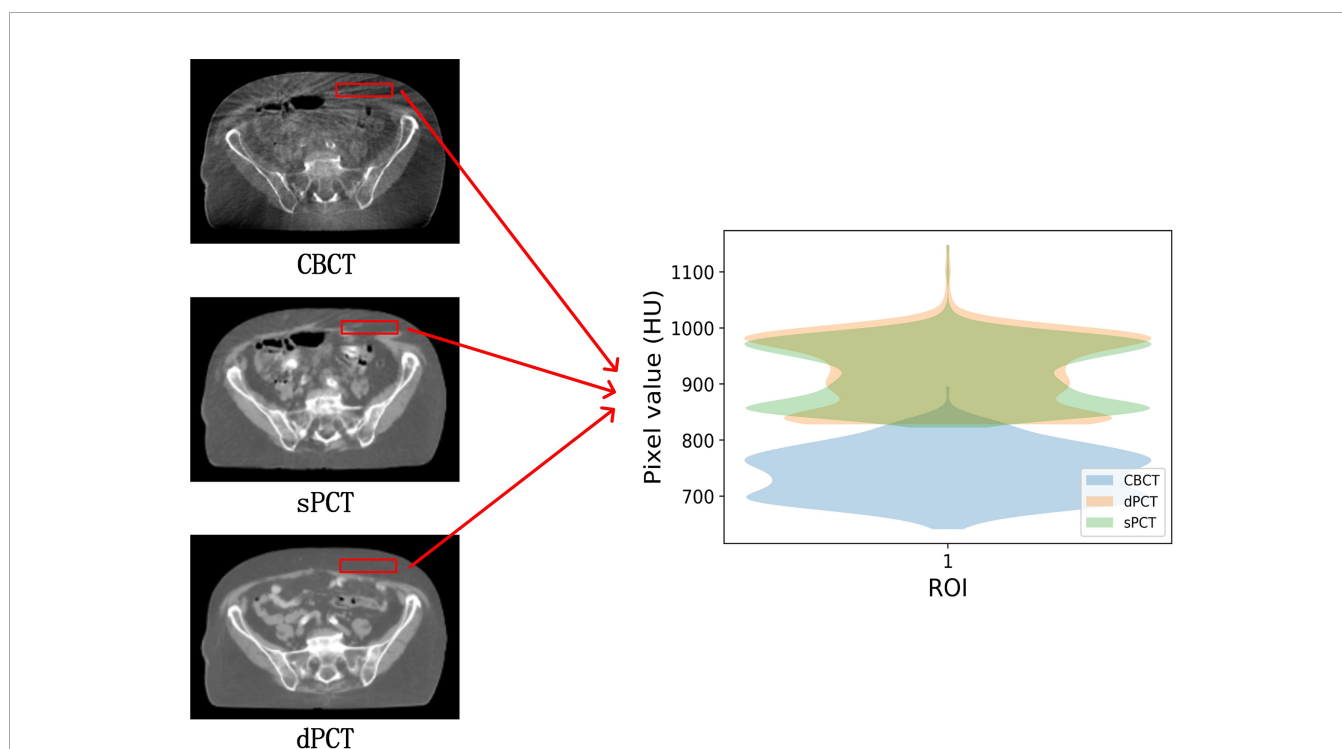 CBCT
sPCT
dPCT
Pixel value (HU)
1100
1000
900
800
700
CBCT
dPCT
sPCT
1
ROI